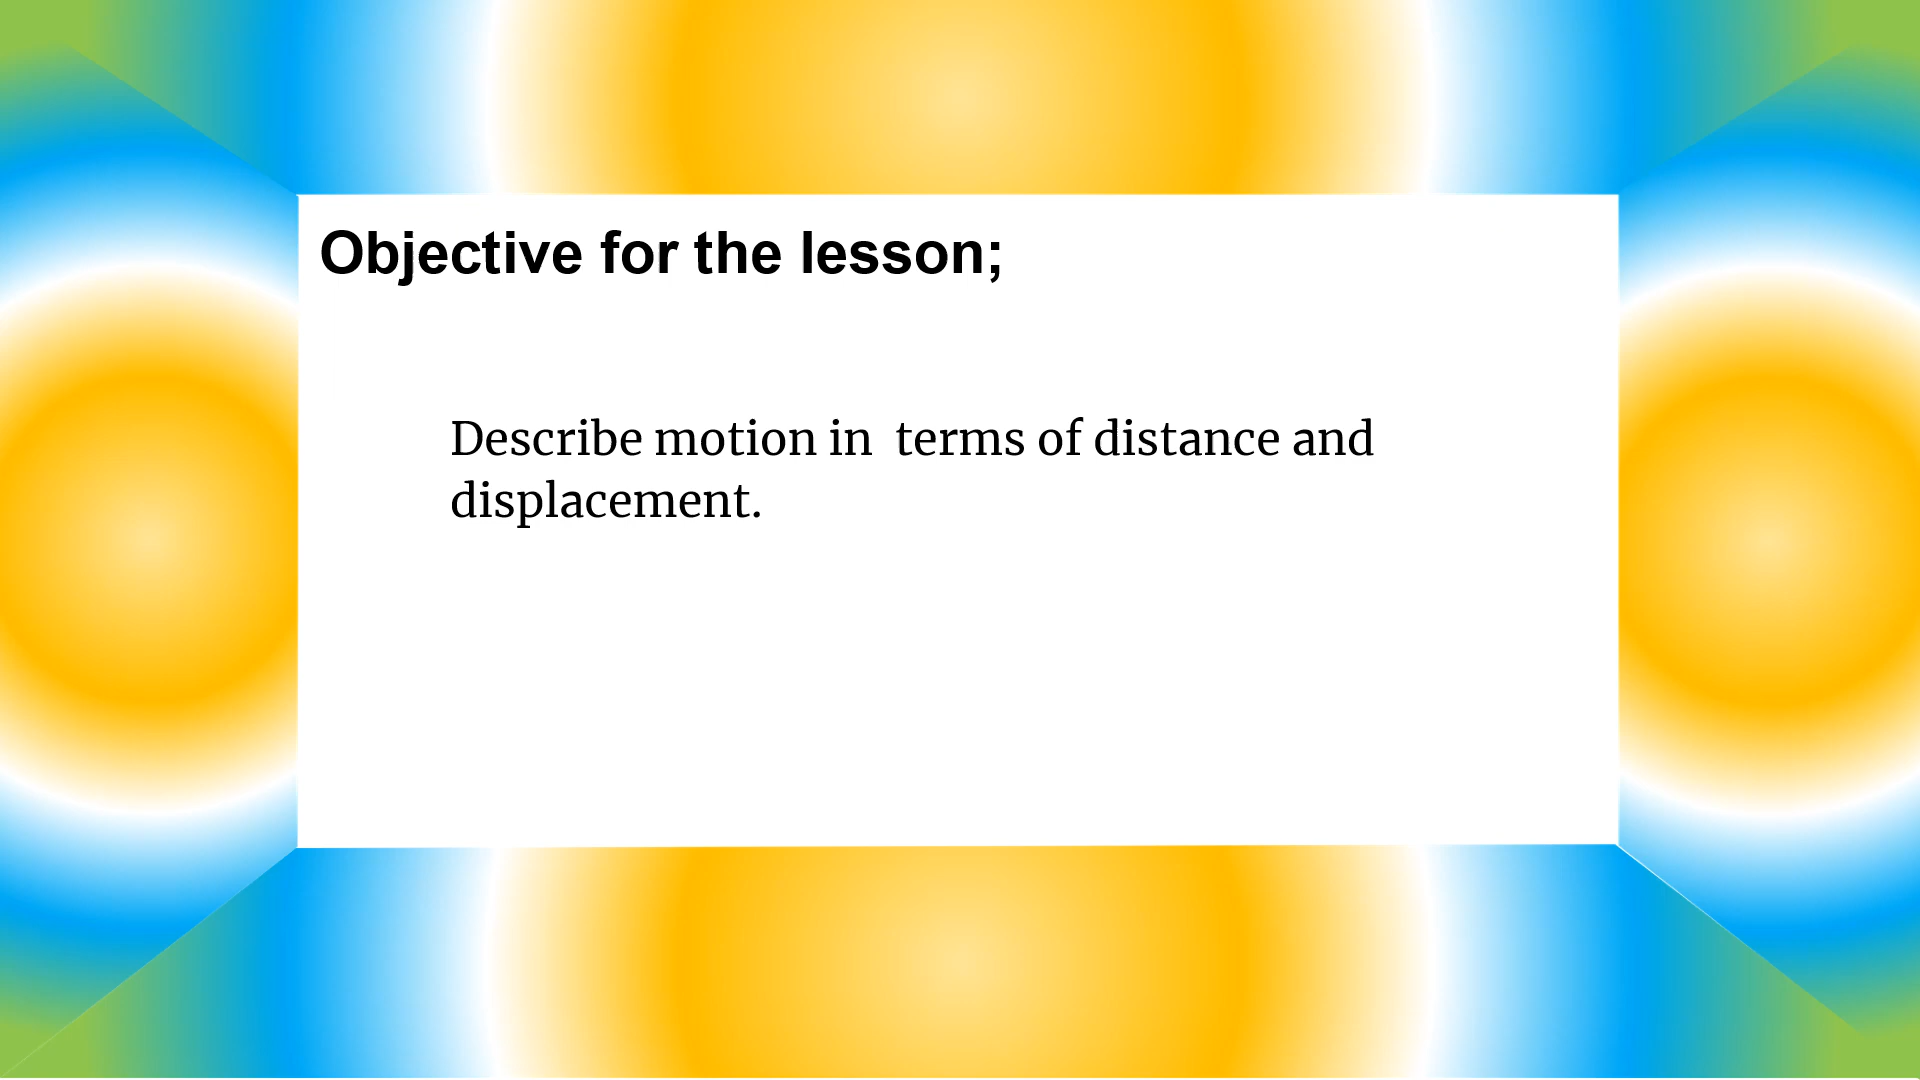 Objective for the lesson;
Describe motion in  terms of distance and
displacement.